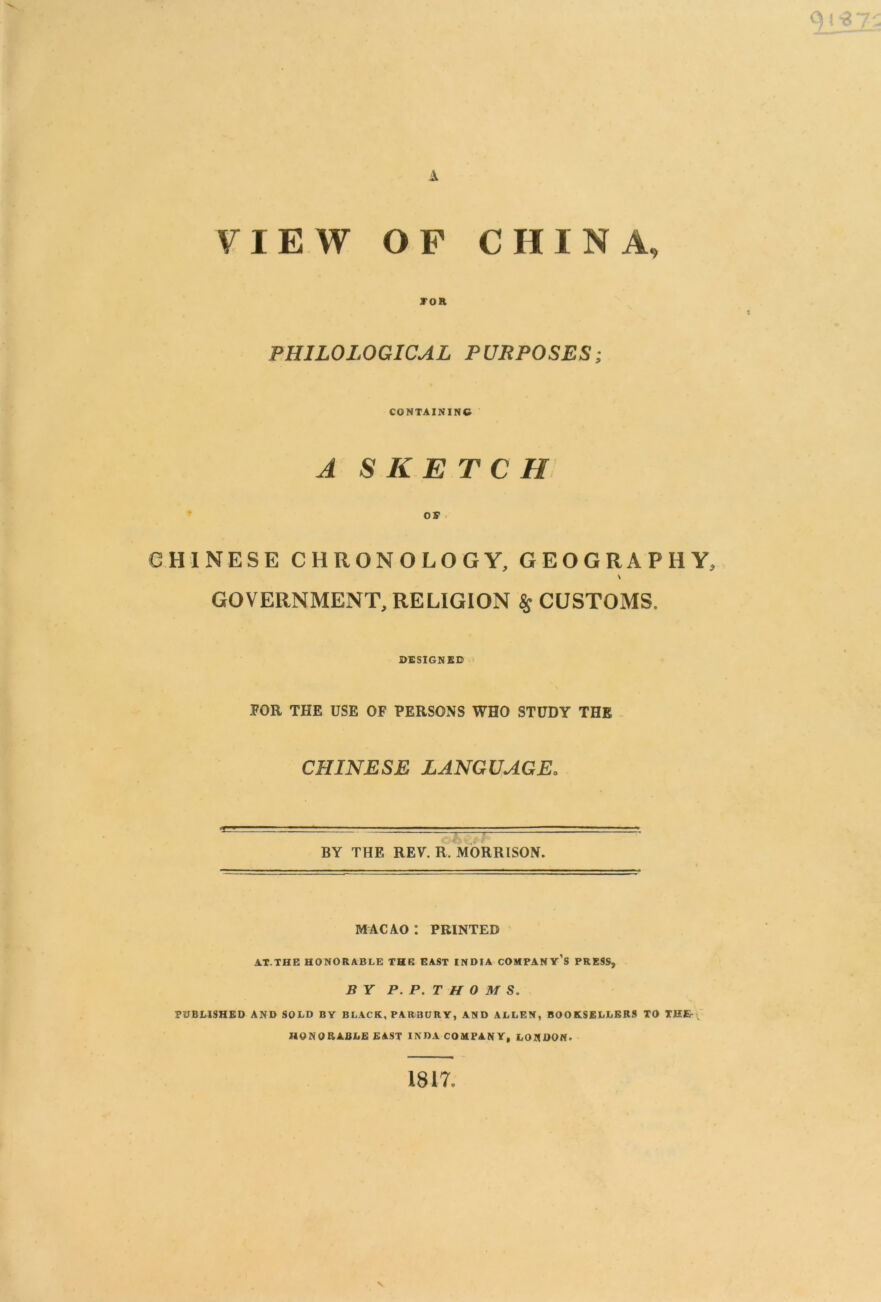 A
VIEW OF CHINA,
FOR
PHILOLOGICAL PURPOSES;
CONTAINING
A SKETCH
OF
CHINESE CHRONOLOGY, GEOGRAPHY,
GOVERNMENT, RELIGION & CUSTOMS.
DESIGNED
FOR THE USE OF PERSONS WHO STUDY THE
CHINESE LANGUAGE.
BY THE REV. R. MORRISON.
MACAO: PRINTED
AT THE HONORABLE THE EAST INDIA COMPANY'S PRESS,
BY P. P. THOMS.
PUBLISHED AND SOLD BY BLACK, PARBURY, AND ALLEN, BOOKSELLERS TO THE
HONORABLE EAST INDA COMPANY, LONDON.
1817.